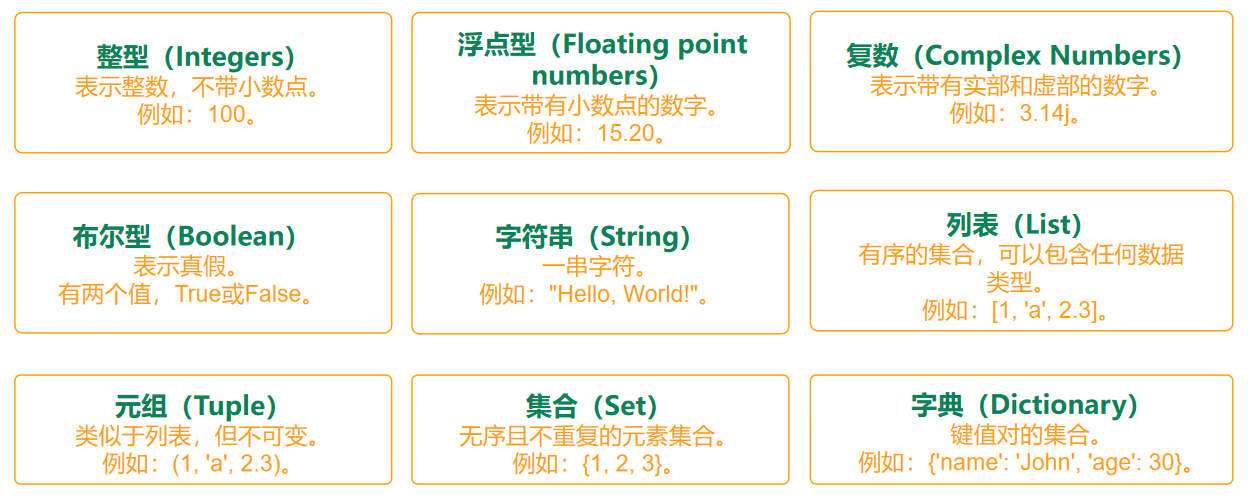 整型（Integers）
表示整数，不带小数点。
例如：100。
浮点型（Floating point
numbers）
表示带有小数点的数字。
例如：15.20。
复数（Complex Numbers）
表示带有实部和虚部的数字。
例如：3.14j。
布尔型（Boolean）
表示真假。
有两个值，True或False。
字符串（String）
一串字符。
例如："Hello, World!"。
列表（List）
有序的集合，可以包含任何数据
类型。
例如：[1, 'a', 2.3]。
元组（Tuple）
类似于列表，但不可变。
例如：(1, 'a', 2.3)。
集合（Set）
无序且不重复的元素集合。
例如：{1, 2, 3}。
字典（Dictionary）
键值对的集合。
例如：{'name': 'John', 'age': 30}。